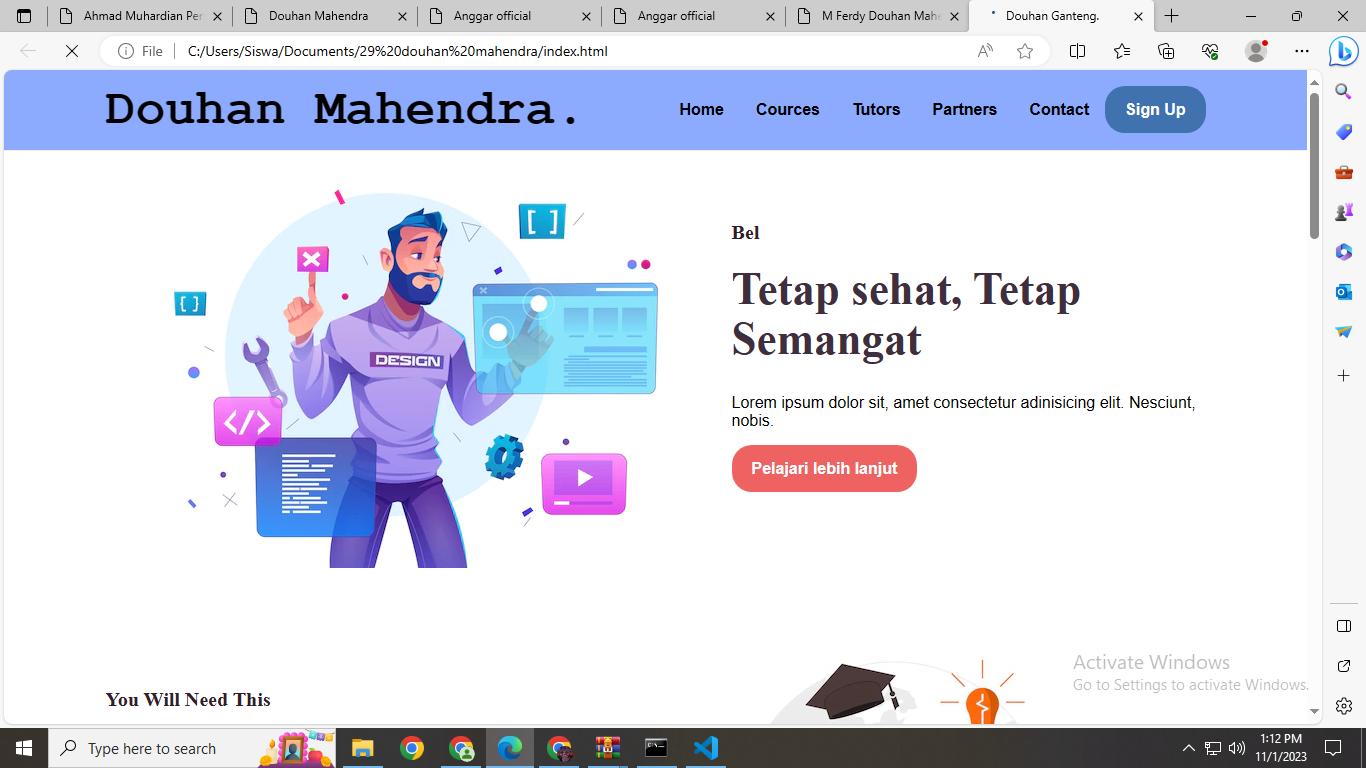 Ahmad Muhardian Per
Douhan Mahendra
Anggar official
Anggar official
M Ferdy Douhan Mahe
Douhan Ganteng.
File
C:/Users/Siswa/Documents/29%20douhan%20mahendra/index.html
Douhan Mahendra.
Home
Cources
Tutors
Partners
Contact
Sign Up
DESIGN
Bel
Tetap sehat, Tetap
Semangat
Lorem ipsum dolor sit, amet consectetur adinisicing elit. Nesciunt,
nobis.
Pelajari lebih lanjut
You Will Need This
Activate Windows
Go to Settings to activate Windows.
Type here to search
1:12 PM
11/1/2023